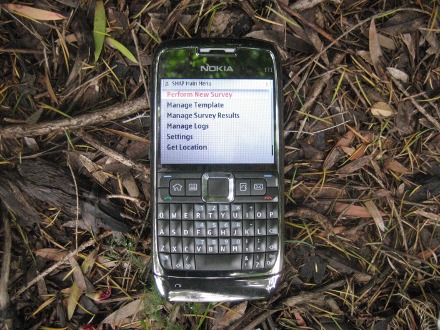 NOKIA
SHAP Main Menu
Perform New Survey
Manage Template
Manage Survey Results
Manage Logs
Settings
Get Location
Q W E R T Y U I O P